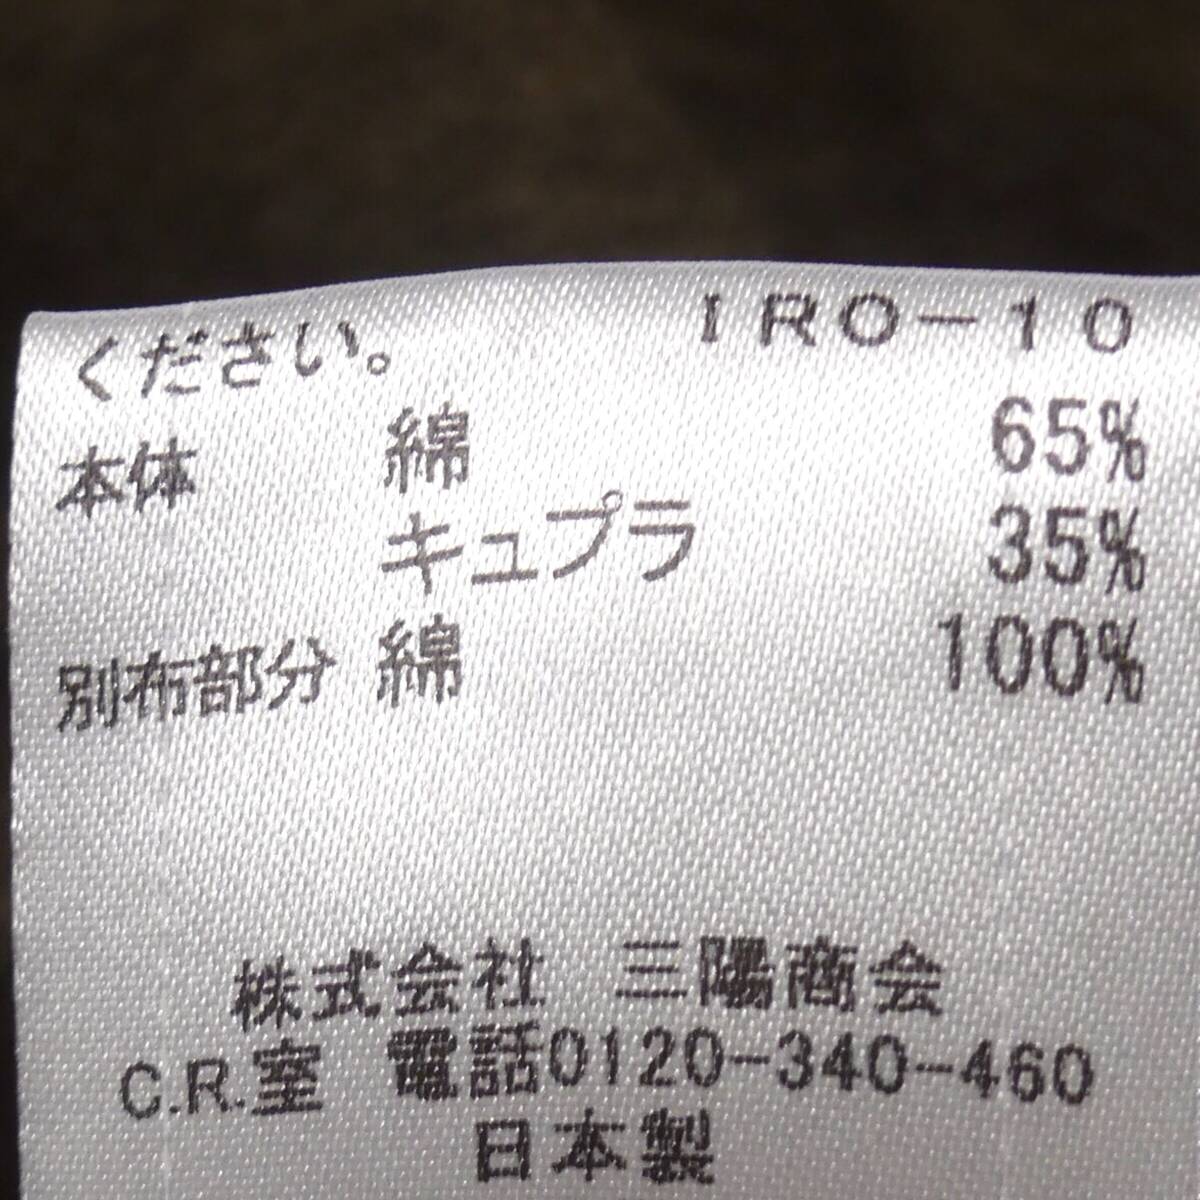 ください。 IRO-10
本体 綿 65%
キュプラ 35%
別布部分 綿 100%
株式会社 三陽商会
C.R.室 電話0120-340-460
日本製